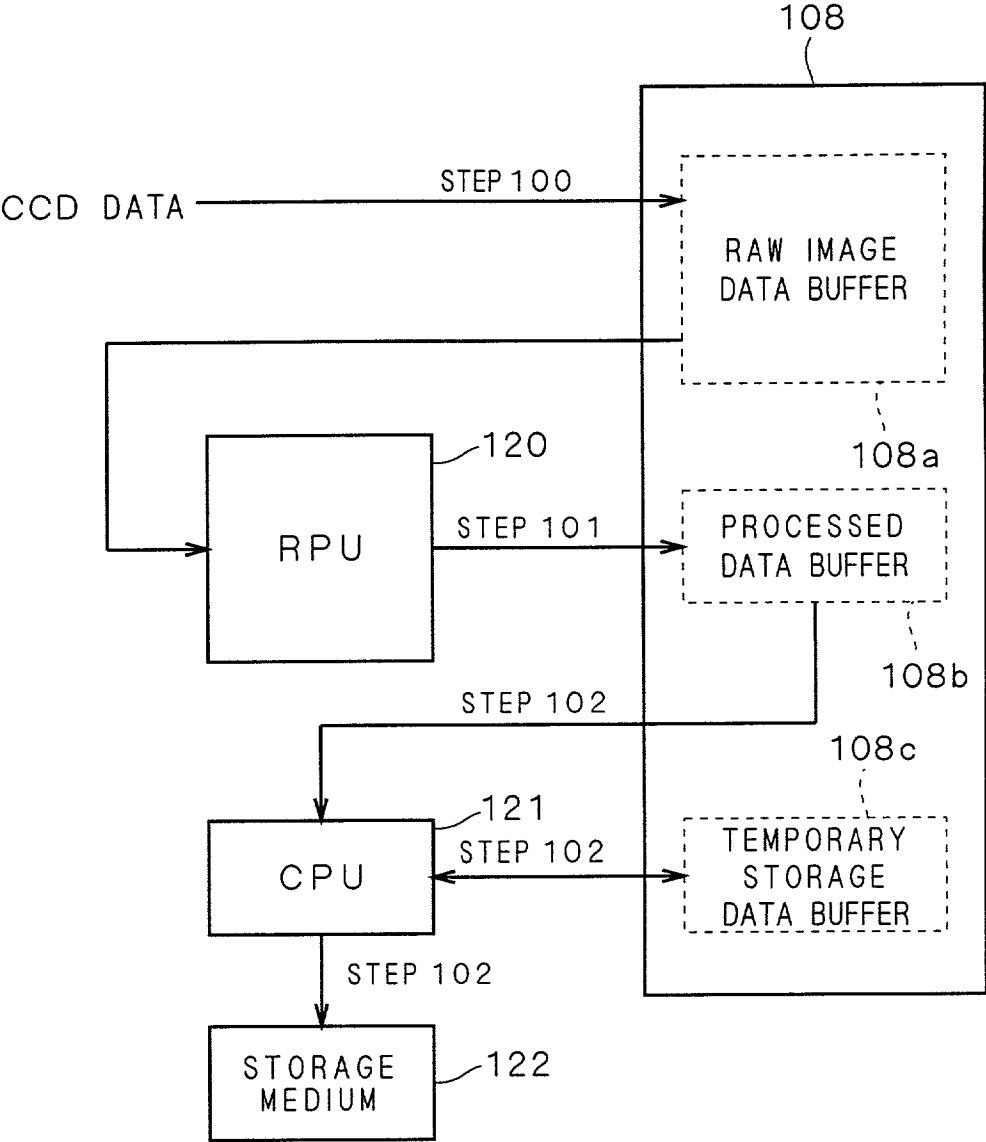 108
STEP 100
CCD DATA
RAW IMAGE
DATA BUFFER
108a
120
RPU
STEP 101
PROCESSED
DATA BUFFER
108b
STEP 102
108c
121
CPU
STEP 102
TEMPORARY
STORAGE
DATA BUFFER
STEP 102
STORAGE
MEDIUM
122